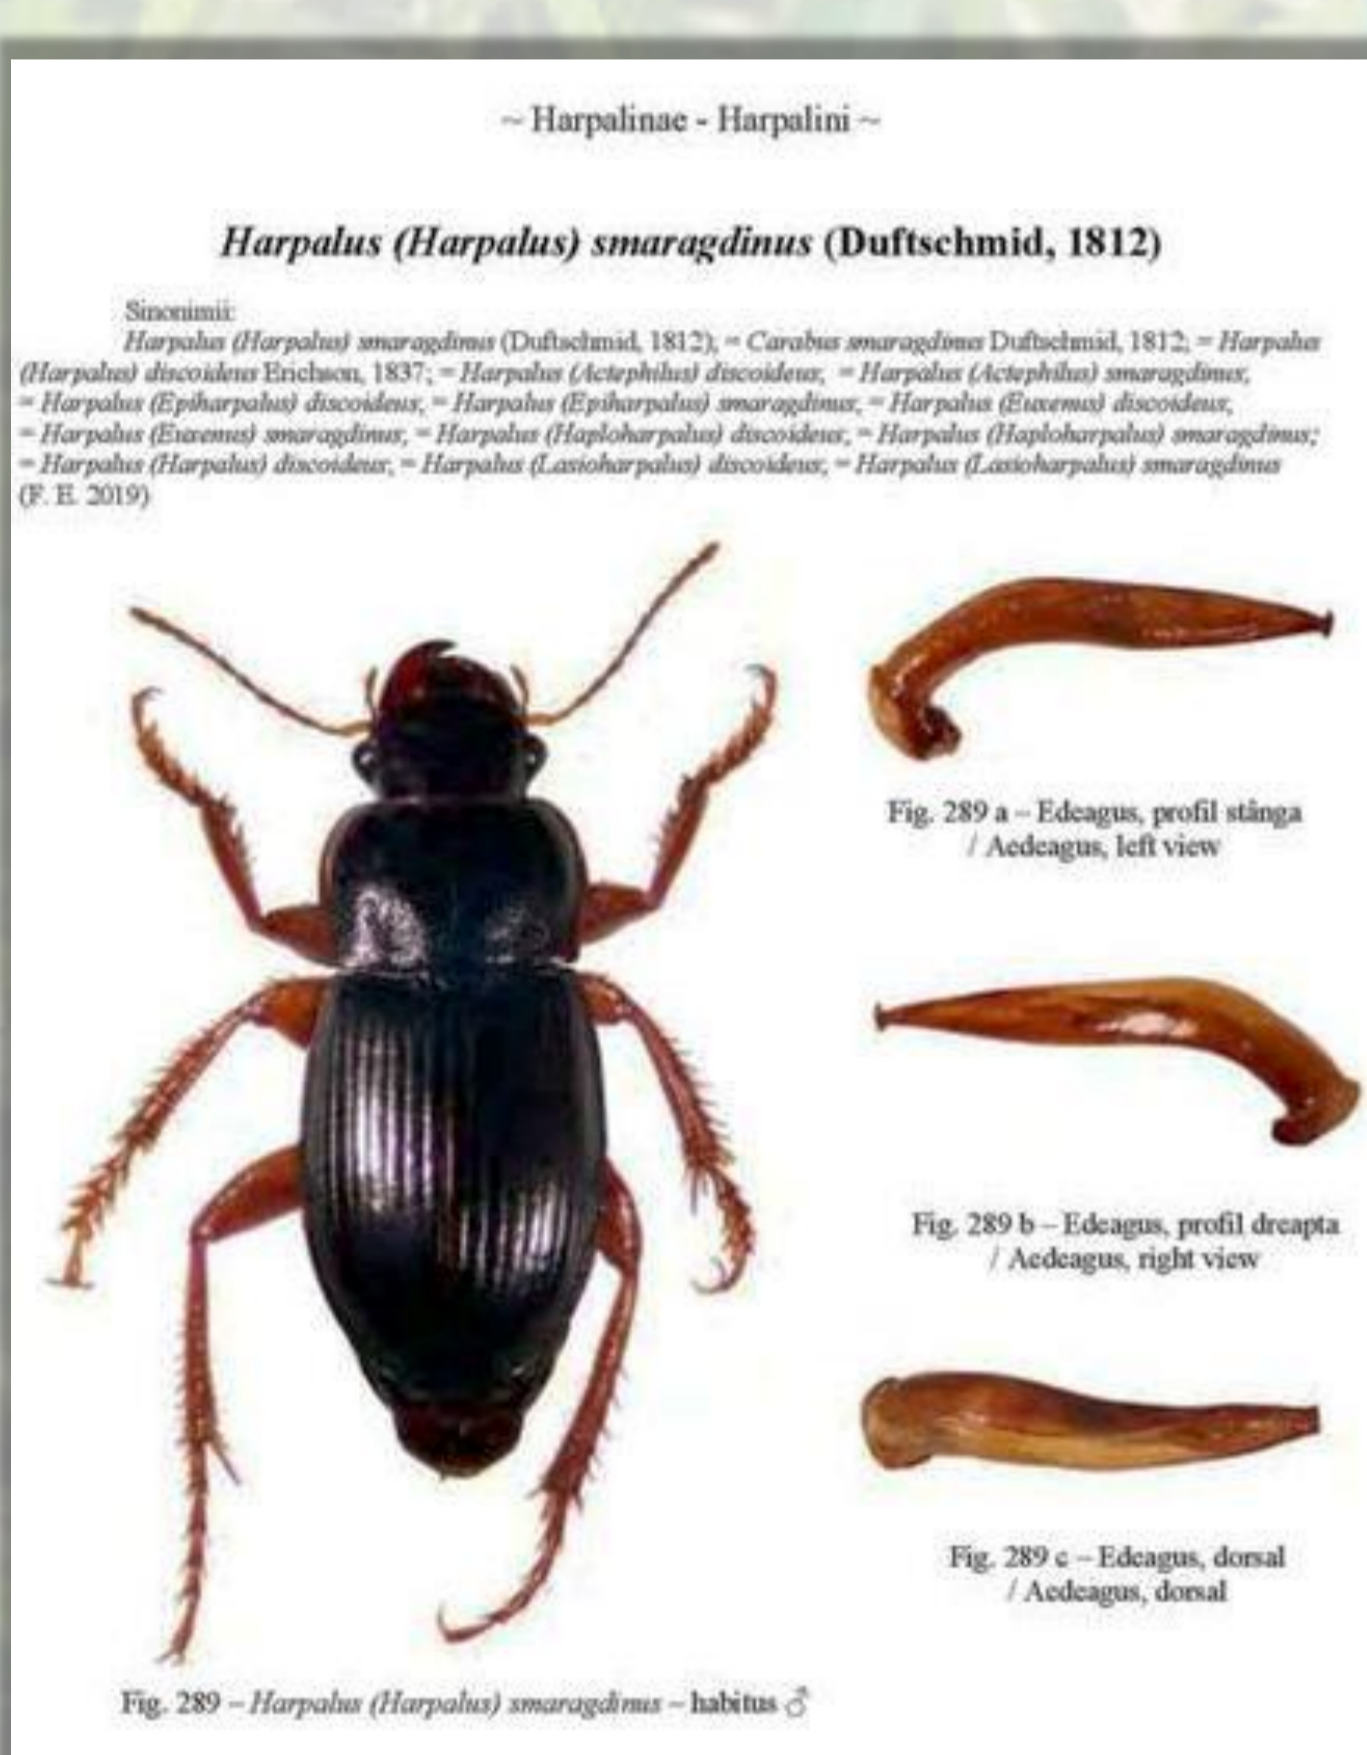 ~ Harpalinae - Harpalini ~
Harpalus (Harpalus) smaragdinus (Duftschmid, 1812)
Sinonimii:
Harpalus (Harpalus) smaragdinus (Duftschmid, 1812); = Carabus smaragdinus Duftschmid, 1812; = Harpalus
(Harpalus) discoideus Erichson, 1837; = Harpalus (Actephilus) discoideus, = Harpalus (Actephilus) smaragdinus,
= Harpalus (Epiharpalus) discoideus, = Harpalus (Epiharpalus) smaragdinus, = Harpalus (Euxenus) discoideus,
= Harpalus (Euxenus) smaragdinus, = Harpalus (Haploharpalus) discoideus, = Harpalus (Haploharpalus) smaragdinus;
= Harpalus (Harpalus) discoideus, = Harpalus (Lasioharpalus) discoideus, = Harpalus (Lasioharpalus) smaragdinus
(F. E. 2019)
Fig. 289 a – Edeagus, profil stânga
/ Aedeagus, left view
Fig. 289 b – Edeagus, profil dreapta
/ Aedeagus, right view
Fig. 289 c – Edeagus, dorsal
/ Aedeagus, dorsal
Fig. 289 – Harpalus (Harpalus) smaragdinus – habitus ♂